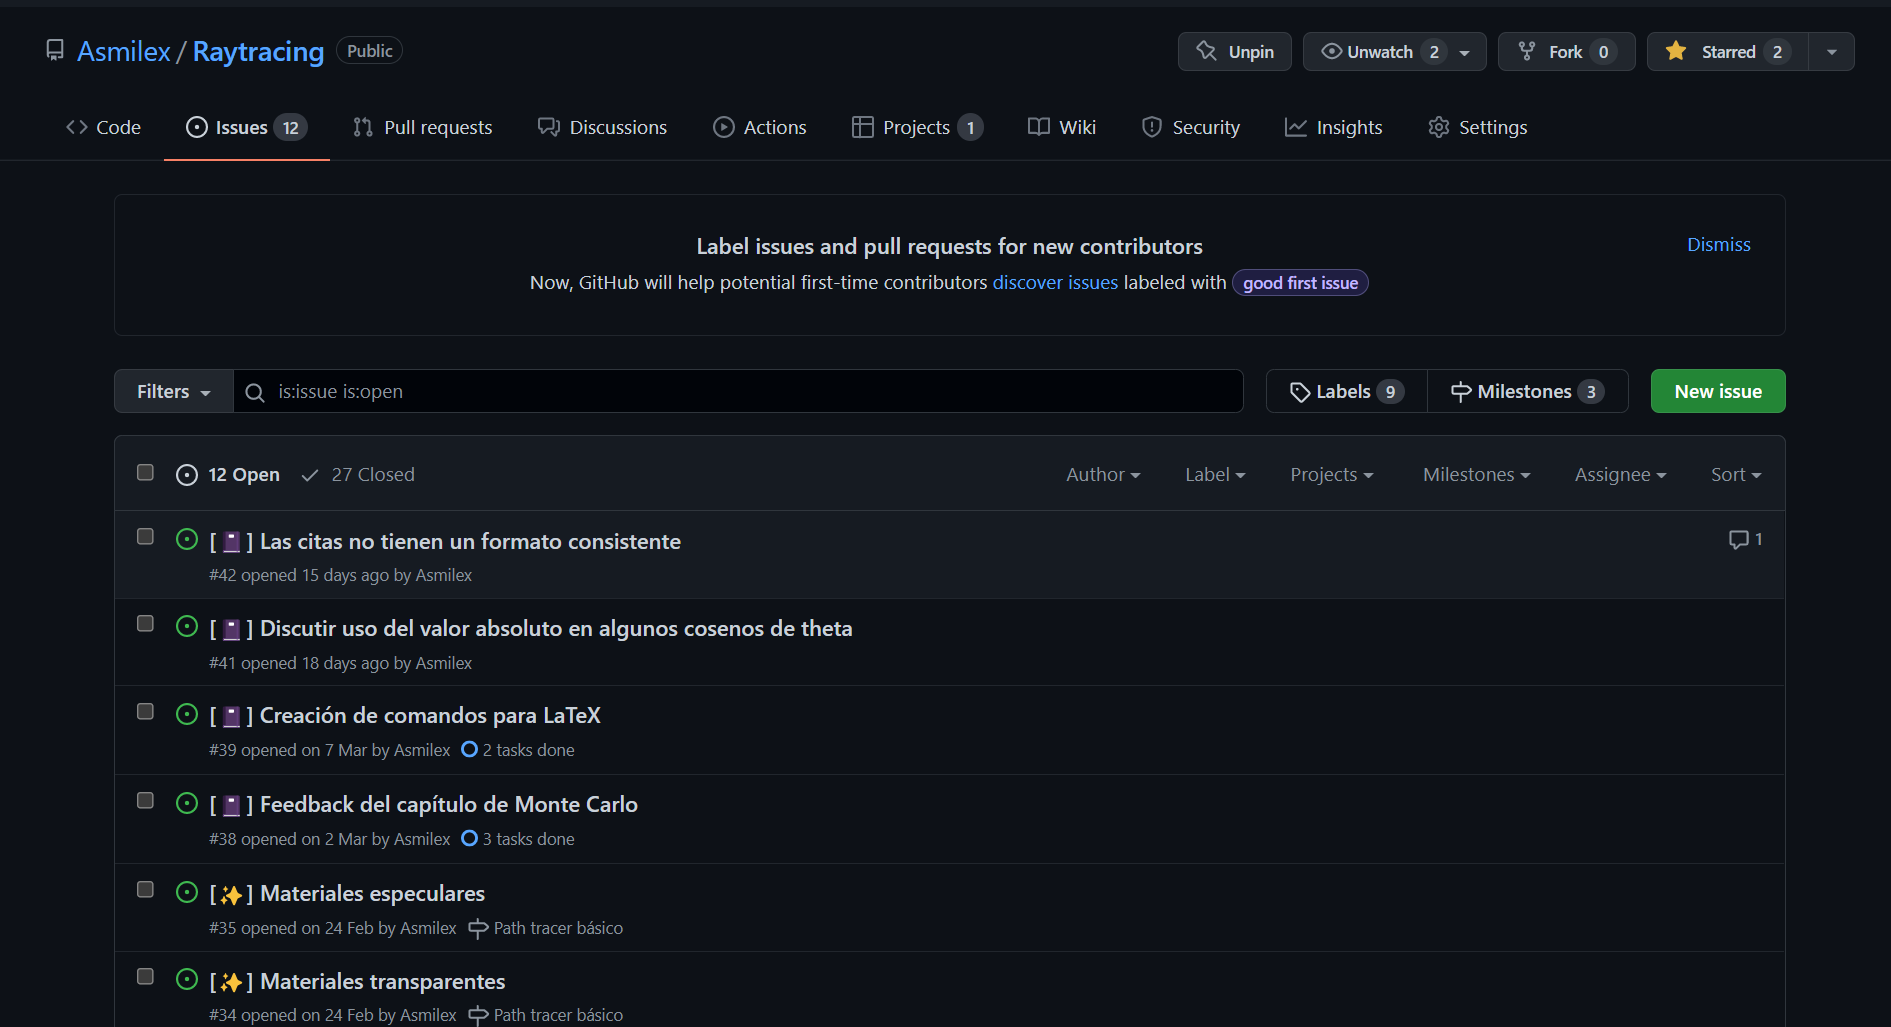 Asmilex / Raytracing Public
Unpin Unwatch 2 Fork 0 Starred 2
Code Issues 12 Pull requests Discussions Actions Projects 1 Wiki Security Insights Settings
Label issues and pull requests for new contributors
Dismiss
Now, GitHub will help potential first-time contributors discover issues labeled with good first issue
Filters is:issue is:open Labels 9 Milestones 3 New issue
12 Open 27 Closed Author Label Projects Milestones Assignee Sort
[📓] Las citas no tienen un formato consistente 1
#42 opened 15 days ago by Asmilex
[📓] Discutir uso del valor absoluto en algunos cosenos de theta
#41 opened 18 days ago by Asmilex
[📓] Creación de comandos para LaTeX
#39 opened on 7 Mar by Asmilex 2 tasks done
[📓] Feedback del capítulo de Monte Carlo
#38 opened on 2 Mar by Asmilex 3 tasks done
[✨] Materiales especulares
#35 opened on 24 Feb by Asmilex Path tracer básico
[✨] Materiales transparentes
#34 opened on 24 Feb by Asmilex Path tracer básico